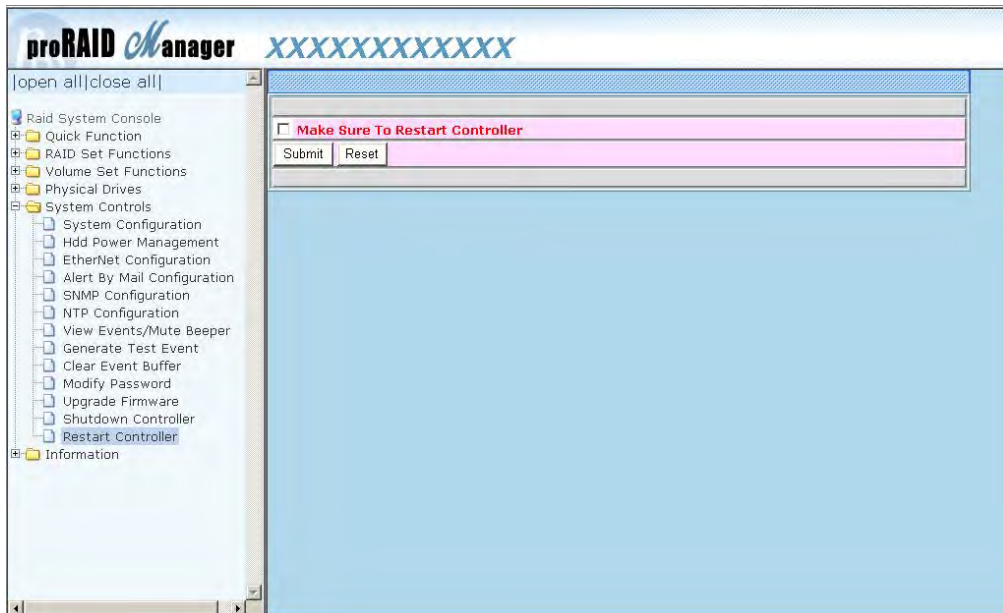 proRAID Manager XXXXXXXXXXXX
|open all|close all|
Raid System Console
Quick Function
RAID Set Functions
Volume Set Functions
Physical Drives
System Controls
System Configuration
Hdd Power Management
EtherNet Configuration
Alert By Mail Configuration
SNMP Configuration
NTP Configuration
View Events/Mute Beeper
Generate Test Event
Clear Event Buffer
Modify Password
Upgrade Firmware
Shutdown Controller
Restart Controller
Information
Make Sure To Restart Controller
Submit Reset